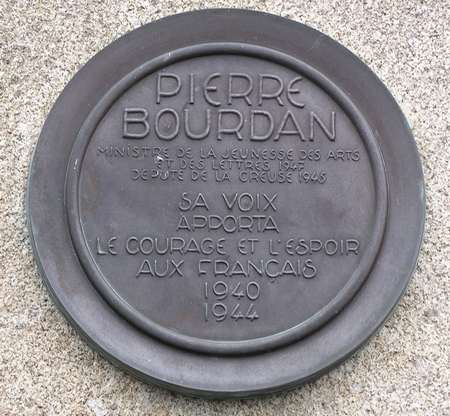 PIERRE
BOURDAN
MINISTRE DE LA JEUNESSE DES ARTS
ET DES LETTRES 1947
DEPUTE DE LA CREUSE 1945
SA VOIX
APPORTA
LE COURAGE ET L'ESPOIR
AUX FRANÇAIS
1940
1944